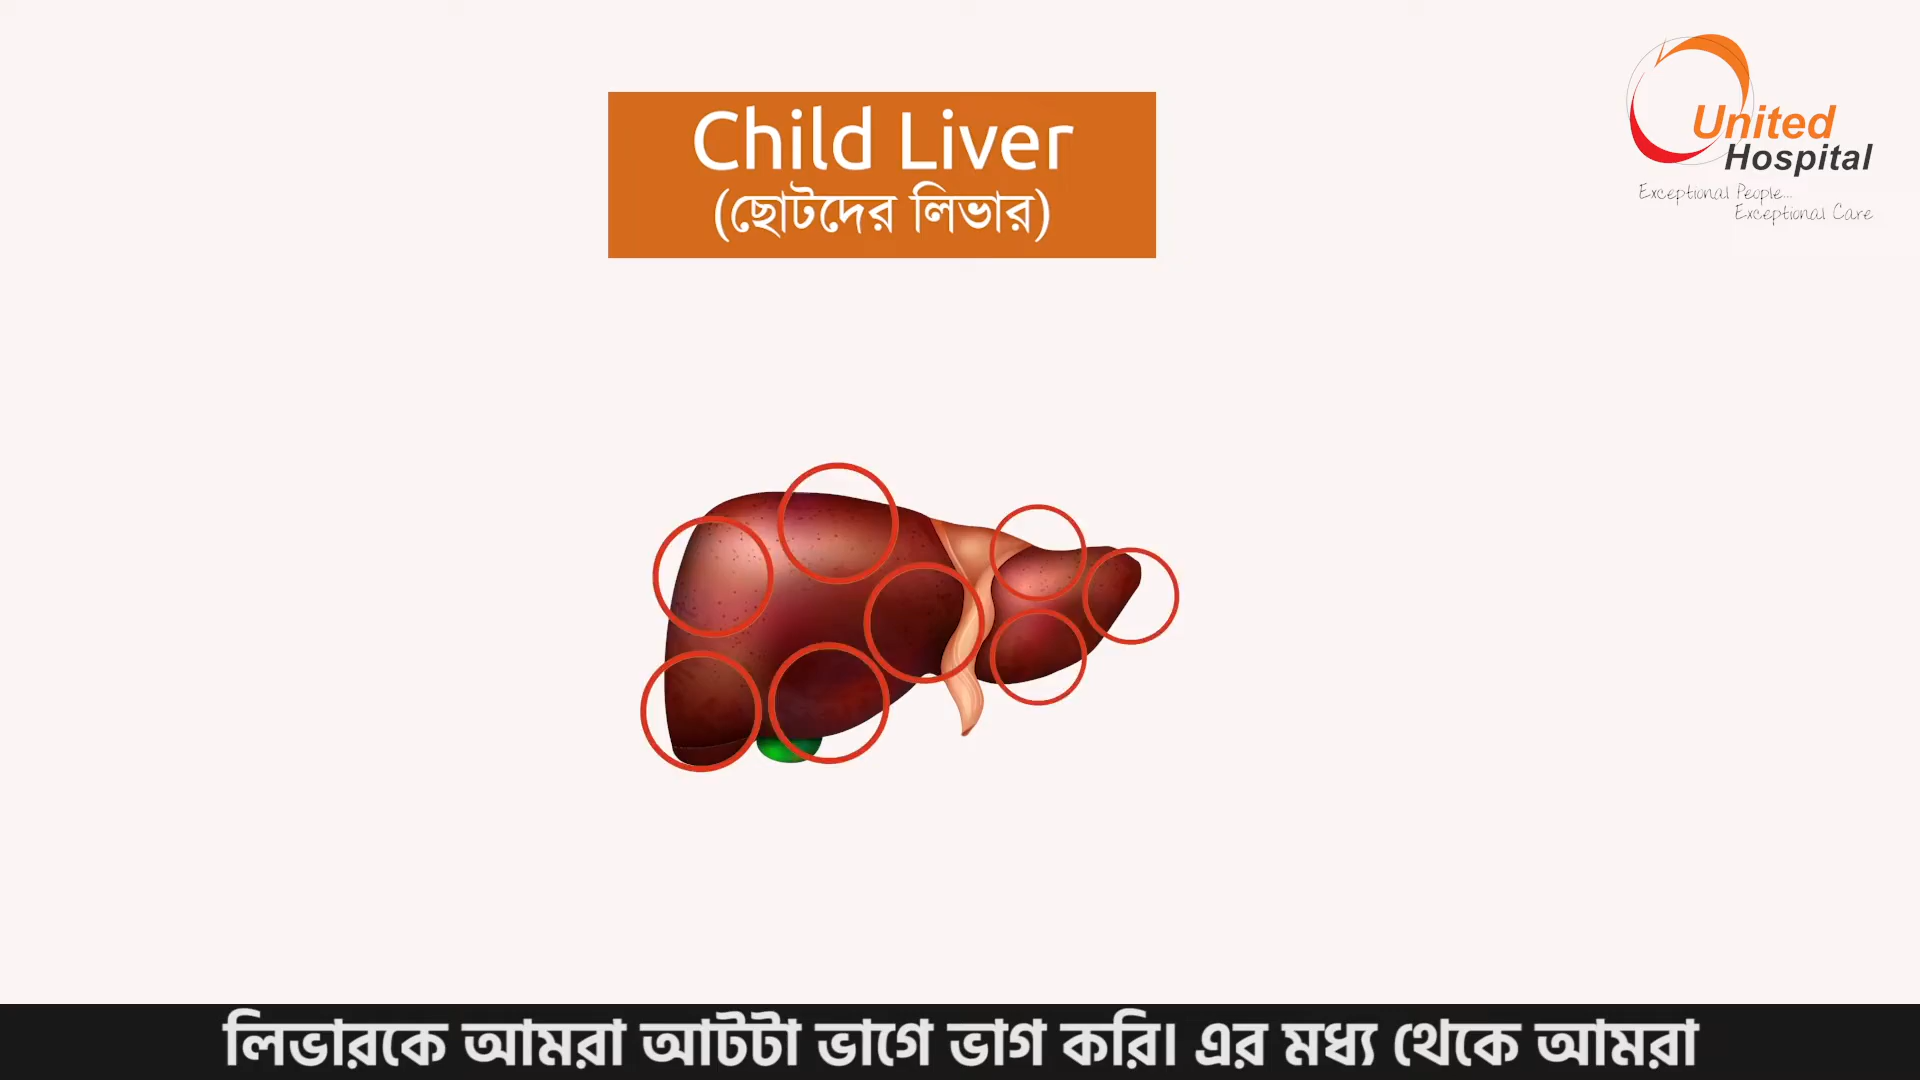 Child Liver
(ছোটদের লিভার)
United
Hospital
Exceptional People...
Exceptional Care
লিভারকে আমরা আটটা ভাগে ভাগ করি। এর মধ্য থেকে আমরা